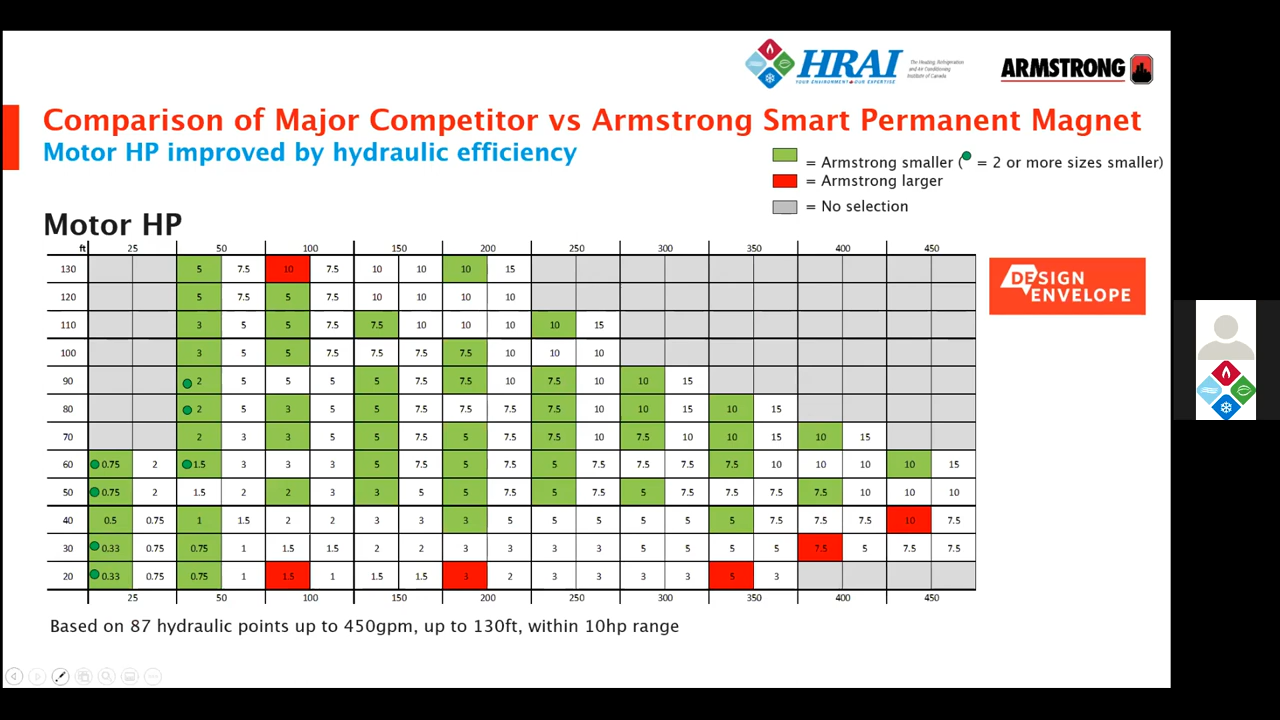 HRAI
YOUR ENVIRONMENT•OUR EXPERTISE
The Heating, Refrigeration
and Air Conditioning
Institute of Canada
ARMSTRONG
Comparison of Major Competitor vs Armstrong Smart Permanent Magnet
Motor HP improved by hydraulic efficiency
= Armstrong smaller ( = 2 or more sizes smaller)
= Armstrong larger
= No selection
Motor HP
ft 25 50 100 150 200 250 300 350 400 450
130 5 7.5 10 7.5 10 10 10 15
120 5 7.5 5 7.5 10 10 10 10
110 3 5 5 7.5 7.5 10 10 10 10 15
100 3 5 5 7.5 7.5 7.5 7.5 10 10 10
90 2 5 5 5 5 7.5 7.5 10 7.5 10 10 15
80 2 5 3 5 5 7.5 7.5 7.5 7.5 10 10 15 10 15
70 2 3 3 5 5 7.5 5 7.5 7.5 10 7.5 10 10 15 10 15
60 0.75 2 1.5 3 3 3 5 7.5 5 7.5 5 7.5 7.5 7.5 7.5 10 10 10 10 15
50 0.75 2 1.5 2 2 3 3 5 5 7.5 5 7.5 5 7.5 7.5 7.5 7.5 10 10 10
40 0.5 0.75 1 1.5 2 2 3 3 3 5 5 5 5 5 5 7.5 7.5 7.5 10 7.5
30 0.33 0.75 0.75 1 1.5 1.5 2 2 3 3 3 3 5 5 5 5 7.5 5 7.5 7.5
20 0.33 0.75 0.75 1 1.5 1 1.5 1.5 3 2 3 3 3 3 5 3
25 50 100 150 200 250 300 350 400 450
DESIGN
ENVELOPE
Based on 87 hydraulic points up to 450gpm, up to 130ft, within 10hp range